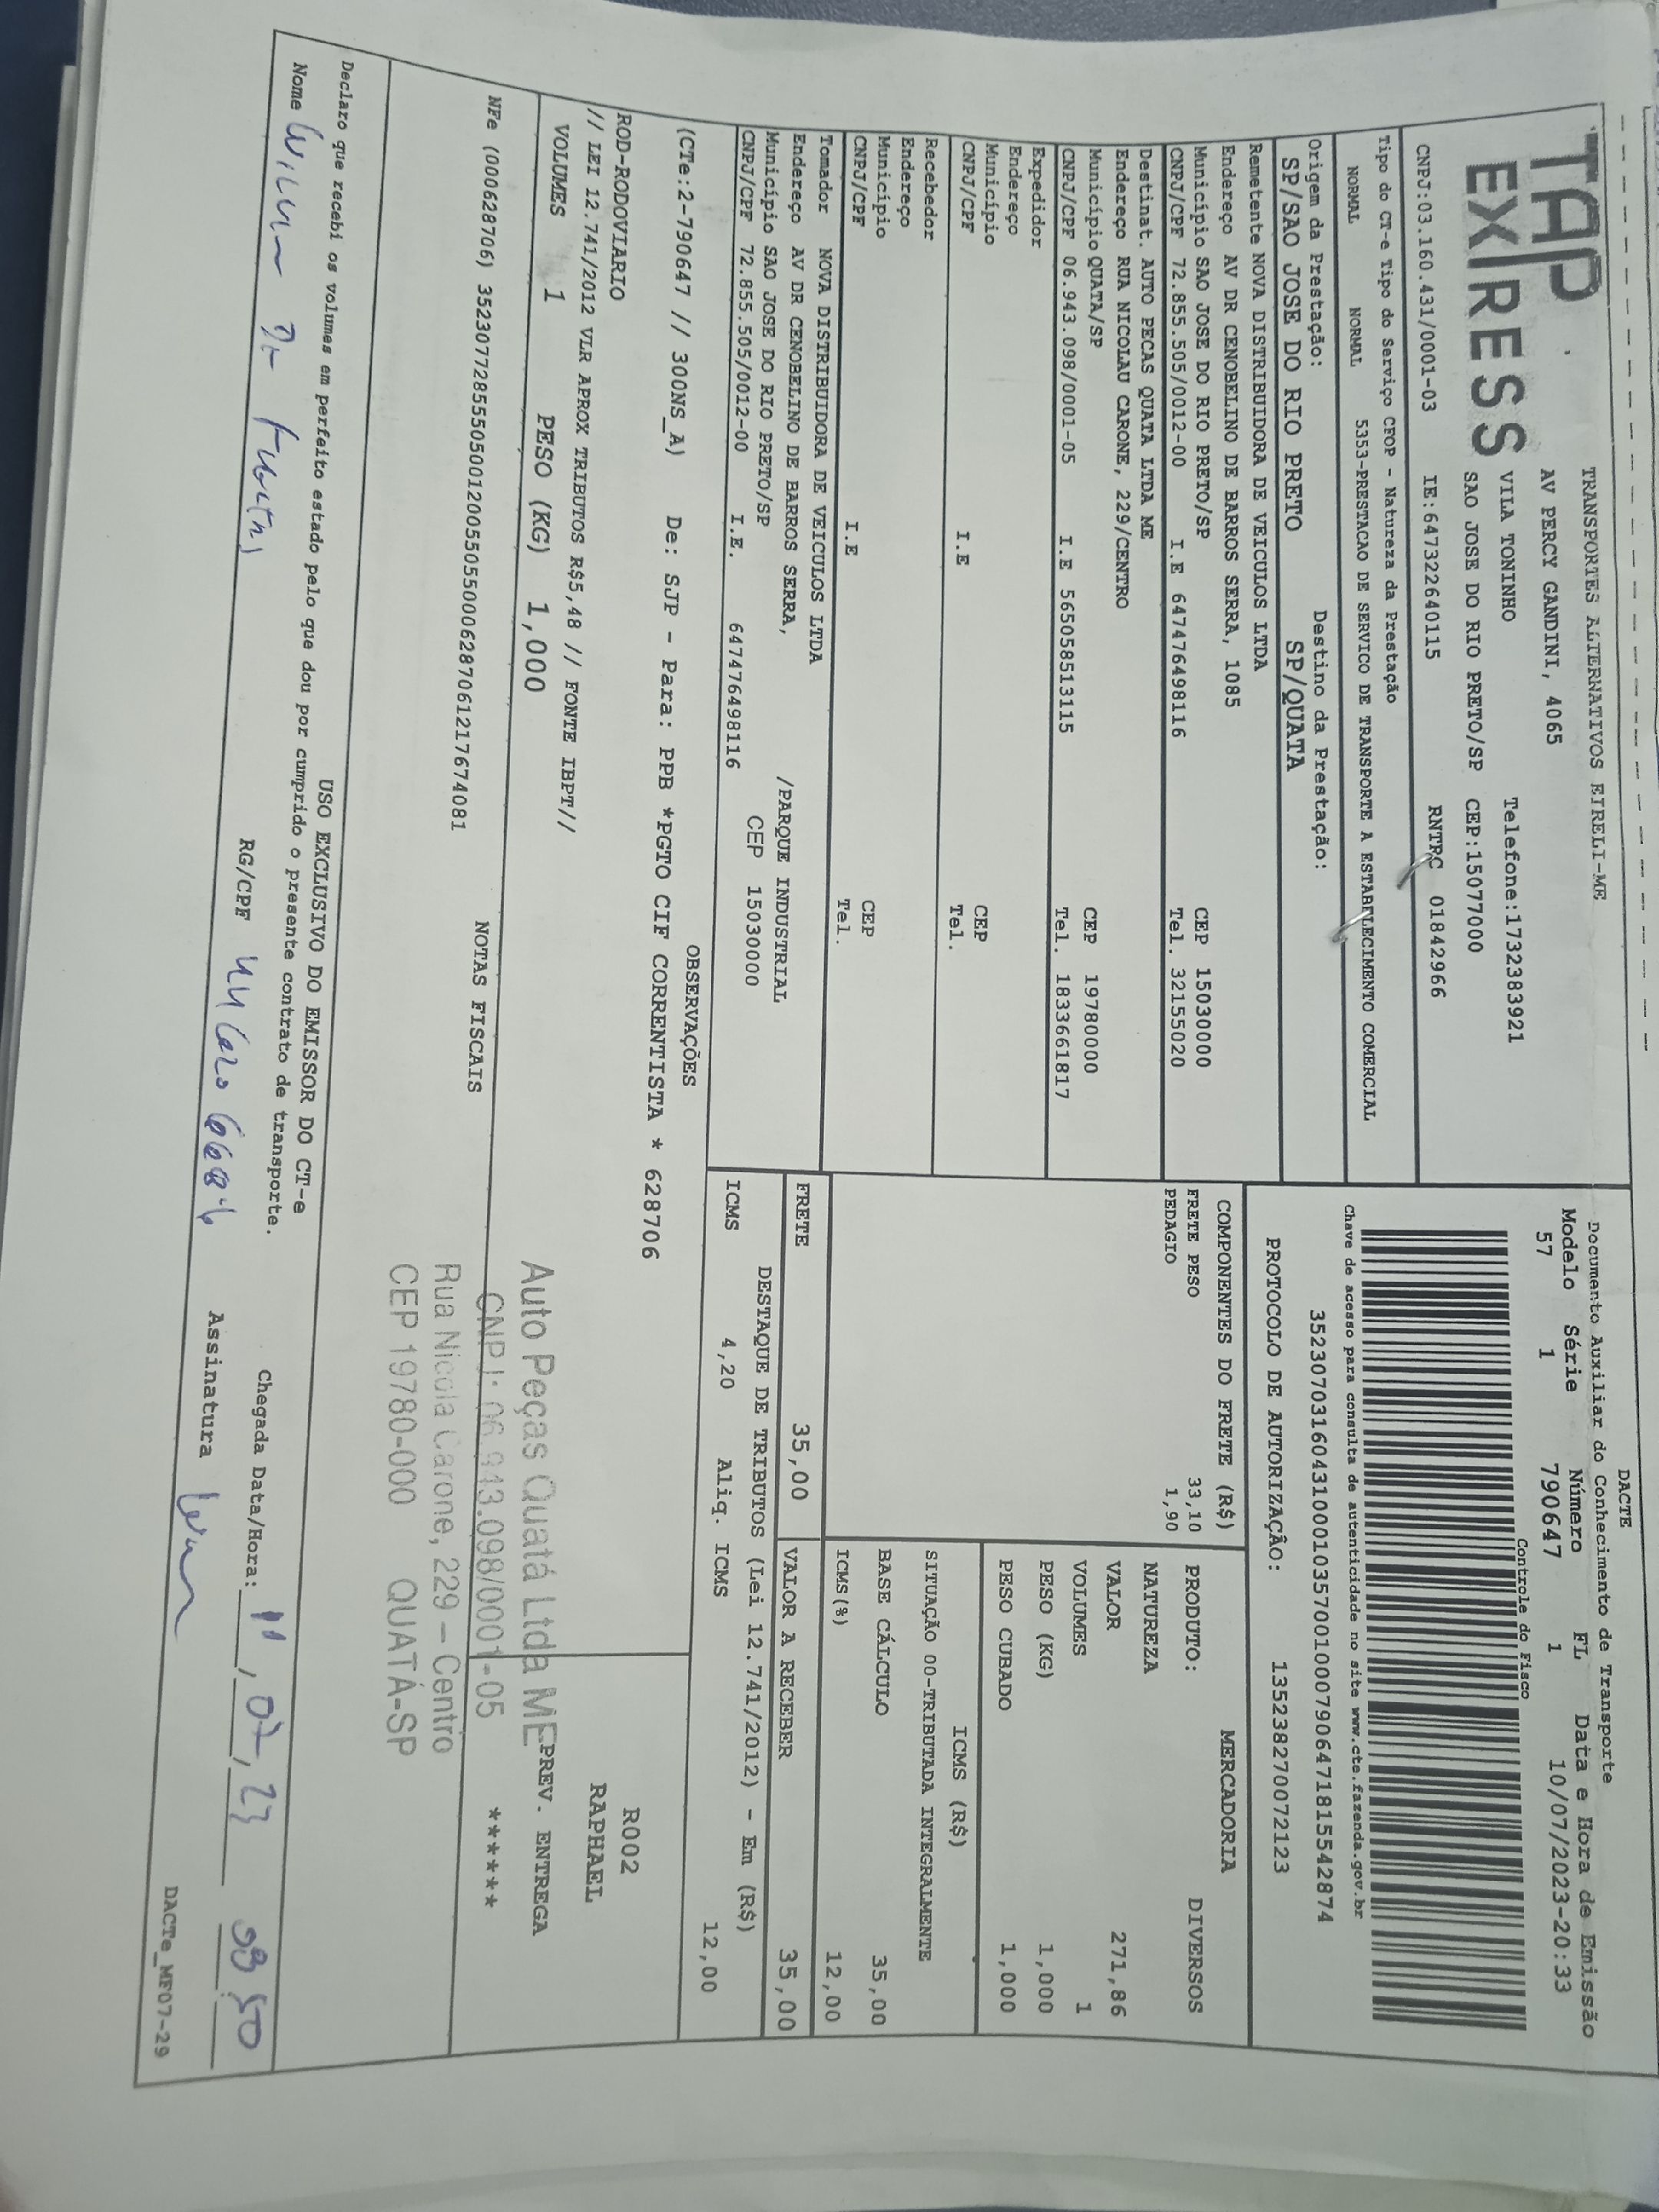 TAP
EXPRESS
TRANSPORTES ALTERNATIVOS EIRELI-ME
AV PERCY GANDINI, 4065
VILA TONINHO Telefone:1732383921
SAO JOSE DO RIO PRETO/SP CEP:15077000
CNPJ:03.160.431/0001-03 IE:647322640115 RNTRC 01842966
Tipo do CT-e Tipo do Serviço CFOP - Natureza da Prestação
NORMAL NORMAL 5353-PRESTACAO DE SERVICO DE TRANSPORTE A ESTABELECIMENTO COMERCIAL
Origem da Prestação: Destino da Prestação:
SP/SAO JOSE DO RIO PRETO SP/QUATA
DACTE
Documento Auxiliar do Conhecimento de Transporte
Modelo Série Número FL Data e Hora de Emissão
57 1 790647 1 10/07/2023-20:33
Controle do Fisco
Chave de acesso para consulta de autenticidade no site www.cte.fazenda.gov.br
35230703160431000103570010007906471815542874
PROTOCOLO DE AUTORIZAÇÃO: 135238270072123
Remetente NOVA DISTRIBUIDORA DE VEICULOS LTDA
Endereço AV DR CENOBELINO DE BARROS SERRA, 1085
Município SAO JOSE DO RIO PRETO/SP CEP 15030000
CNPJ/CPF 72.855.505/0012-00 I.E 647476498116 Tel. 32155020
Destinat. AUTO PECAS QUATA LTDA ME
Endereço RUA NICOLAU CARONE, 229/CENTRO
Município QUATA/SP CEP 19780000
CNPJ/CPF 06.943.098/0001-05 I.E 565058513115 Tel. 1833661817
Expedidor
Endereço
Município CEP
CNPJ/CPF I.E Tel.
Recebedor
Endereço
Município CEP
CNPJ/CPF I.E Tel.
Tomador NOVA DISTRIBUIDORA DE VEICULOS LTDA
Endereço AV DR CENOBELINO DE BARROS SERRA, /PARQUE INDUSTRIAL
Município SAO JOSE DO RIO PRETO/SP CEP 15030000
CNPJ/CPF 72.855.505/0012-00 I.E. 647476498116
COMPONENTES DO FRETE (R$)
FRETE PESO 33,10
PEDAGIO 1,90
MERCADORIA
PRODUTO: DIVERSOS
NATUREZA
VALOR 271,86
VOLUMES 1
PESO (KG) 1,000
PESO CUBADO 1,000
ICMS (R$)
SITUAÇÃO 00-TRIBUTADA INTEGRALMENTE
BASE CÁLCULO 35,00
ICMS(%) 12,00
FRETE 35,00 VALOR A RECEBER 35,00
DESTAQUE DE TRIBUTOS (Lei 12.741/2012) - Em (R$)
ICMS 4,20 Aliq. ICMS 12,00
OBSERVAÇÕES
(CTe:2-790647 // 300NS_A) De: SJP - Para: PPB *PGTO CIF CORRENTISTA * 628706
ROD-RODOVIARIO
// LEI 12.741/2012 VLR APROX TRIBUTOS R$5,48 // FONTE IBPT//
R002
RAPHAEL
VOLUMES 1 PESO (KG) 1,000
PREV. ENTREGA
*******
NOTAS FISCAIS
NFe (000628706) 35230772855505001200550550006287061217674081
Auto Peças Quatá Ltda ME
CNPJ: 06.943.098/0001-05
Rua Nicola Carone, 229 – Centro
CEP 19780-000 QUATÁ-SP
USO EXCLUSIVO DO EMISSOR DO CT-e
Declaro que recebi os volumes em perfeito estado pelo que dou por cumprido o presente contrato de transporte.
Chegada Data/Hora: 11,07,23
Nome RG/CPF Assinatura
DACTe_MF07-29